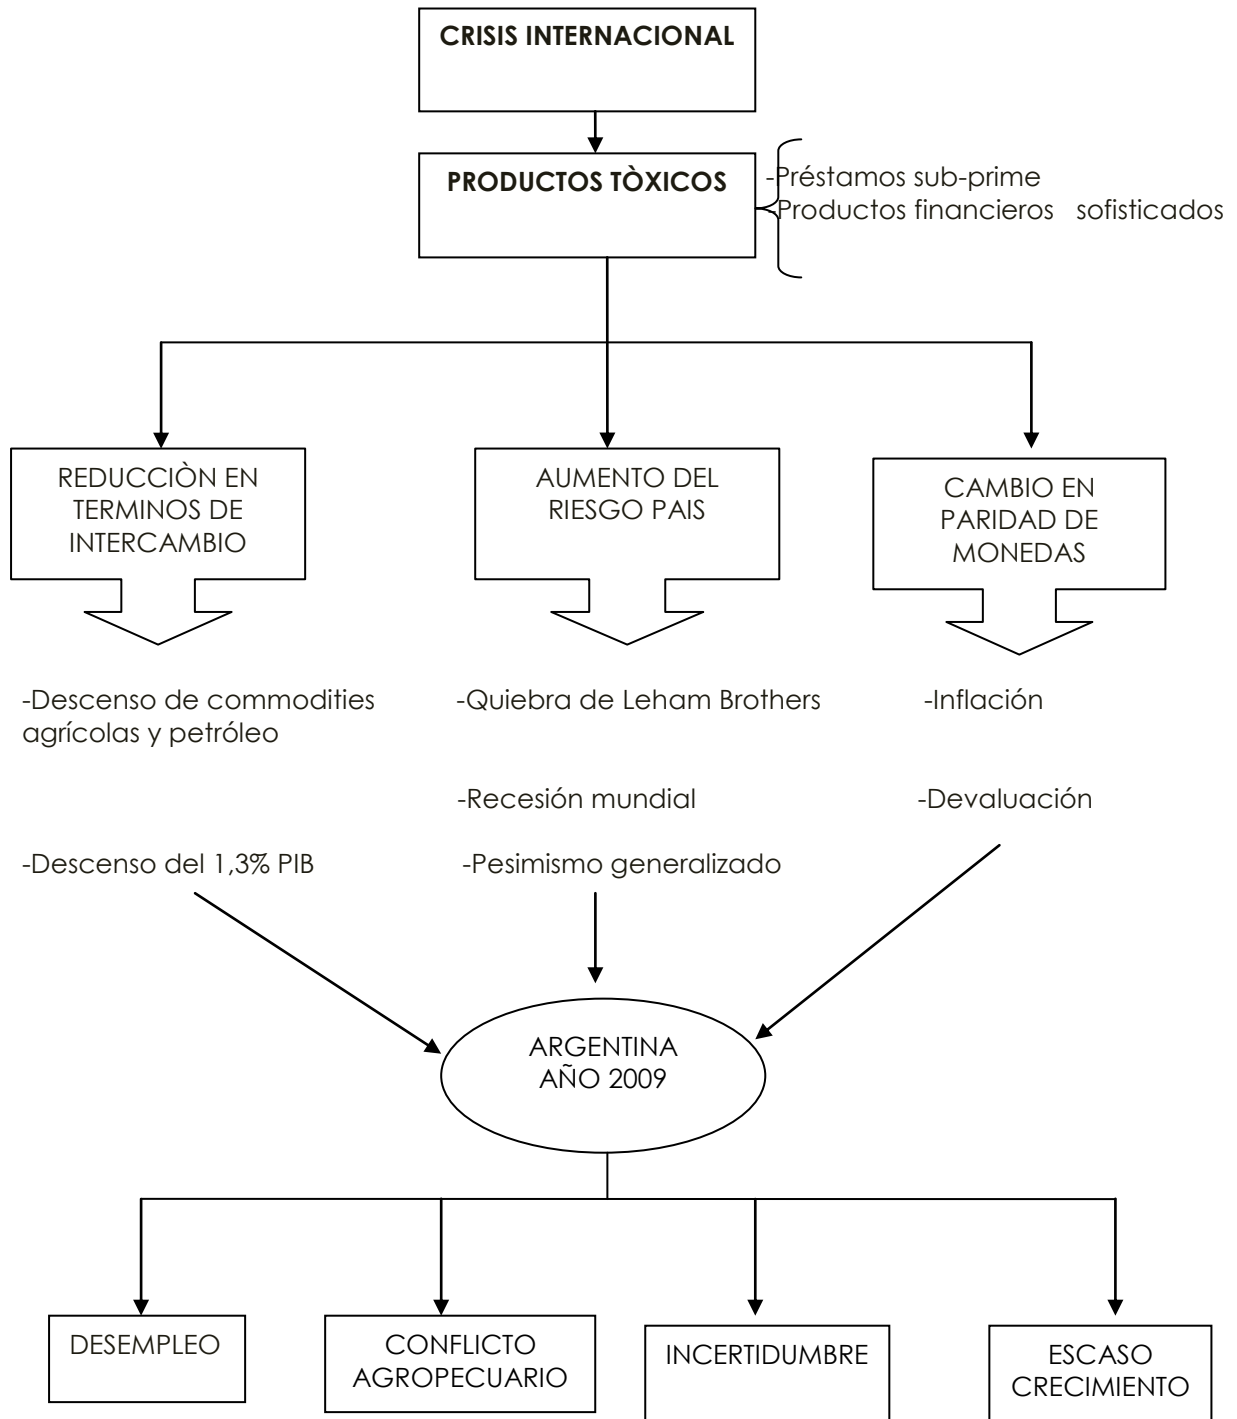 CRISIS INTERNACIONAL
PRODUCTOS TÒXICOS
-Préstamos sub-prime
-Productos financieros sofisticados
REDUCCIÒN EN
TERMINOS DE
INTERCAMBIO
AUMENTO DEL
RIESGO PAIS
CAMBIO EN
PARIDAD DE
MONEDAS
-Descenso de commodities
agrícolas y petróleo
-Descenso del 1,3% PIB
-Quiebra de Leham Brothers
-Recesión mundial
-Pesimismo generalizado
-Inflación
-Devaluación
ARGENTINA
AÑO 2009
DESEMPLEO
CONFLICTO
AGROPECUARIO
INCERTIDUMBRE
ESCASO
CRECIMIENTO